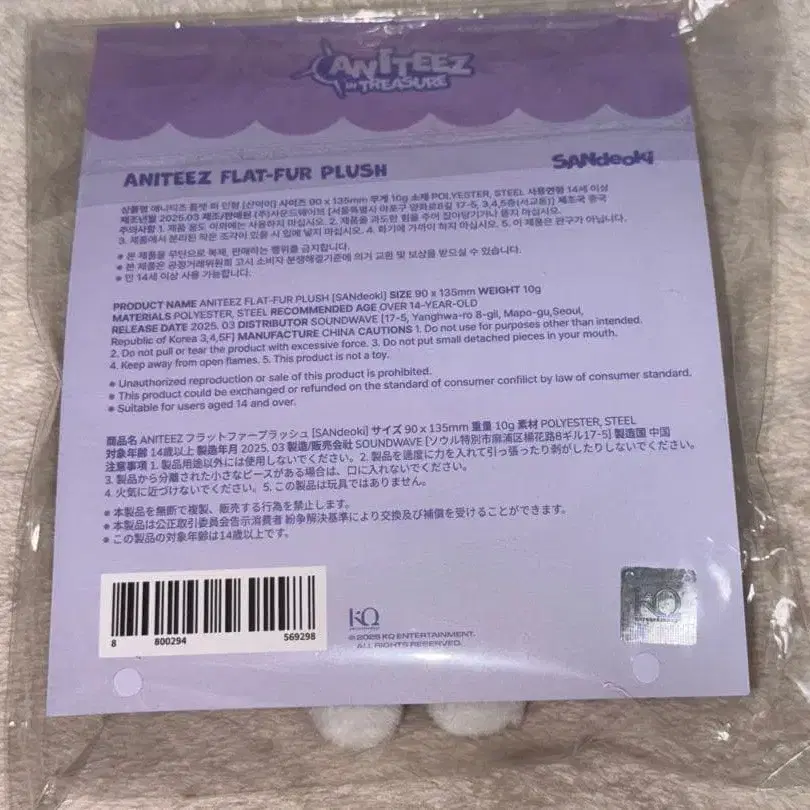 ANITEEZ
IN TREASURE
ANITEEZ FLAT-FUR PLUSH
SANdeoki
상품명 애니티즈 플랫 퍼 인형 [산덕이] 사이즈 90 x 135mm 무게 10g 소재 POLYESTER, STEEL 사용연령 14세 이상
제조년월 2025.03 제조/판매원 (주)사운드웨이브 [서울특별시 마포구 양화로8길 17-5, 3,4,5층(서교동)] 제조국 중국
주의사항 1. 제품 용도 이외에는 사용하지 마십시오. 2. 제품을 과도한 힘을 주어 잡아당기거나 뜯지 마십시오.
3. 제품에서 분리된 작은 조각이 있을 시 입에 넣지 마십시오. 4. 화기에 가까이 하지 마십시오. 5. 이 제품은 완구가 아닙니다.
● 본 제품을 무단으로 복제, 판매하는 행위를 금지합니다.
● 본 제품은 공정거래위원회 고시 소비자 분쟁해결기준에 의거 교환 및 보상을 받으실 수 있습니다.
● 만 14세 이상 사용 가능합니다.
PRODUCT NAME ANITEEZ FLAT-FUR PLUSH [SANdeoki] SIZE 90 x 135mm WEIGHT 10g
MATERIALS POLYESTER, STEEL RECOMMENDED AGE OVER 14-YEAR-OLD
RELEASE DATE 2025. 03 DISTRIBUTOR SOUNDWAVE [17-5, Yanghwa-ro 8-gil, Mapo-gu,Seoul,
Republic of Korea 3,4,5F] MANUFACTURE CHINA CAUTIONS 1. Do not use for purposes other than intended.
2. Do not pull or tear the product with excessive force. 3. Do not put small detached pieces in your mouth.
4. Keep away from open flames. 5. This product is not a toy.
● Unauthorized reproduction or sale of this product is prohibited.
● This product could be exchanged or refunded on the standard of consumer confilict by law of consumer standard.
● Suitable for users aged 14 and over.
商品名 ANITEEZ フラットファープラッシュ [SANdeoki] サイズ 90 x 135mm 重量 10g 素材 POLYESTER, STEEL
対象年齢 14歳以上 製造年月 2025. 03 製造/販売会社 SOUNDWAVE [ソウル特別市麻浦区楊花路8ギル17-5] 製造国 中国
注意事項 1. 製品用途以外には使用しないでください。2. 製品を過度に力を入れて引っ張ったり剥がしたりしないでください。
3. 製品から分離された小さなピースがある場合は、口に入れないでください。
4. 火気に近づけないでください。5. この製品は玩具ではありません。
● 本製品を無断で複製、販売する行為を禁止します。
● 本製品は公正取引委員会告示消費者 紛争解決基準により交換及び補償を受けることができます。
● この製品の対象年齢は14歳以上です。
8 800294 569298
KQ
ENTERTAINMENT
© 2025 KQ ENTERTAINMENT.
ALL RIGHTS RESERVED.
KQ